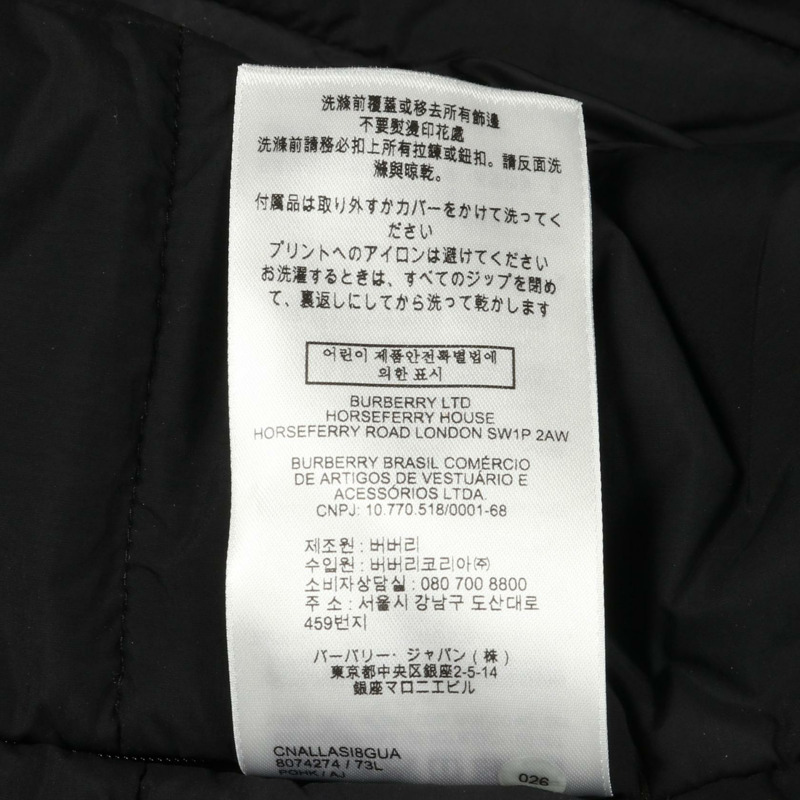 洗滌前覆蓋或移去所有飾邊
不要熨燙印花處
洗滌前請務必扣上所有拉鍊或鈕扣。請反面洗
滌與晾乾。
付属品は取り外すかカバーをかけて洗ってく
ださい
プリントへのアイロンは避けてください
お洗濯するときは、すべてのジップを閉め
て、裏返しにしてから洗って乾かします
어린이 제품안전특별법에
의한 표시
BURBERRY LTD
HORSEFERRY HOUSE
HORSEFERRY ROAD LONDON SW1P 2AW
BURBERRY BRASIL COMÉRCIO
DE ARTIGOS DE VESTUÁRIO E
ACESSÓRIOS LTDA.
CNPJ: 10.770.518/0001-68
제조원 : 버버리
수입원 : 버버리코리아㈜
소비자상담실 : 080 700 8800
주 소 : 서울시 강남구 도산대로
459번지
バーバリー・ジャパン(株)
東京都中央区銀座2-5-14
銀座マロニエビル
CNALLASI8GUA
8074274 / 73L
PGHK / AJ
026